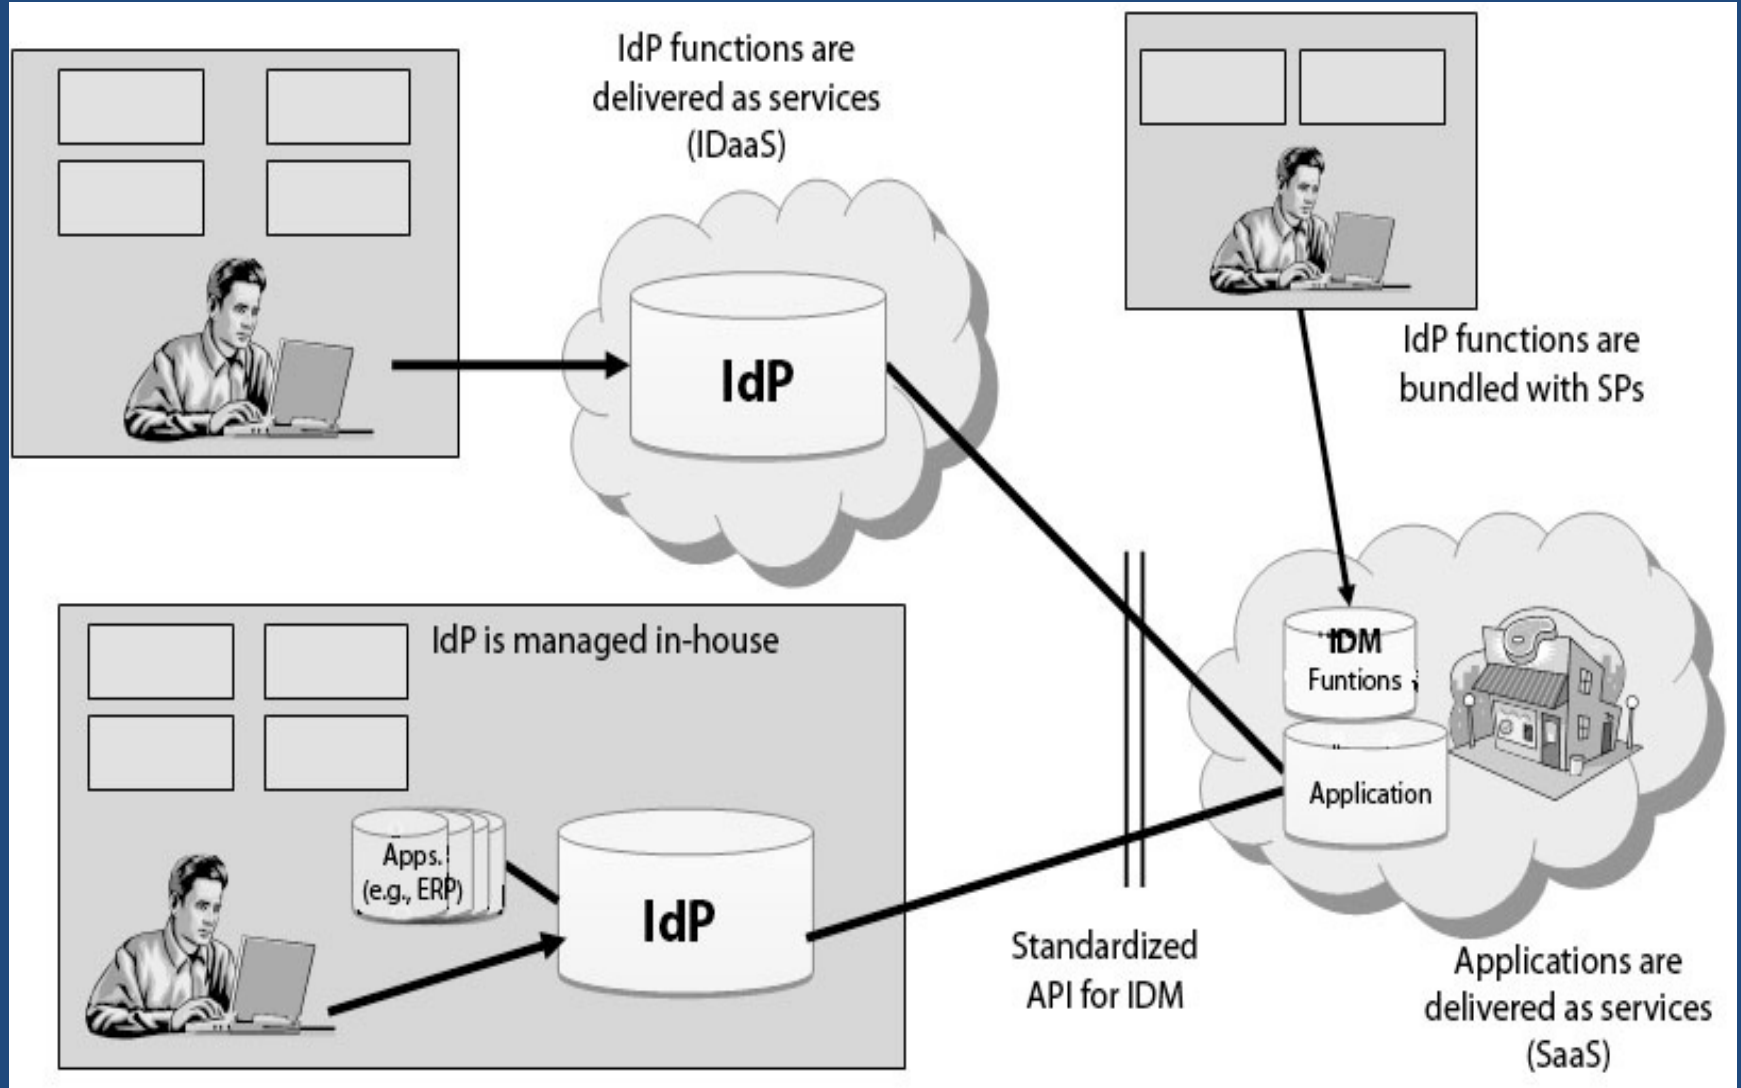 IdP functions are
delivered as services
(IDaaS)
IdP
IdP functions are
bundled with SPs
IdP is managed in-house
Apps.
(e.g., ERP)
IdP
IDM
Funtions
Application
Standardized
API for IDM
Applications are
delivered as services
(SaaS)